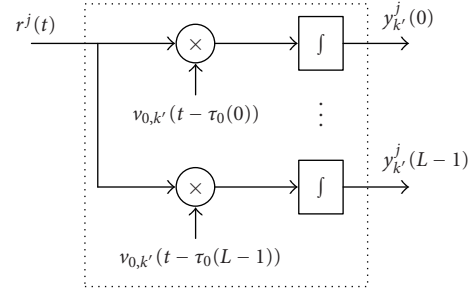 r^j(t)
×
∫
y^j_{k′}(0)
v_{0,k′}(t − τ_0(0))
⋮
×
∫
y^j_{k′}(L − 1)
v_{0,k′}(t − τ_0(L − 1))